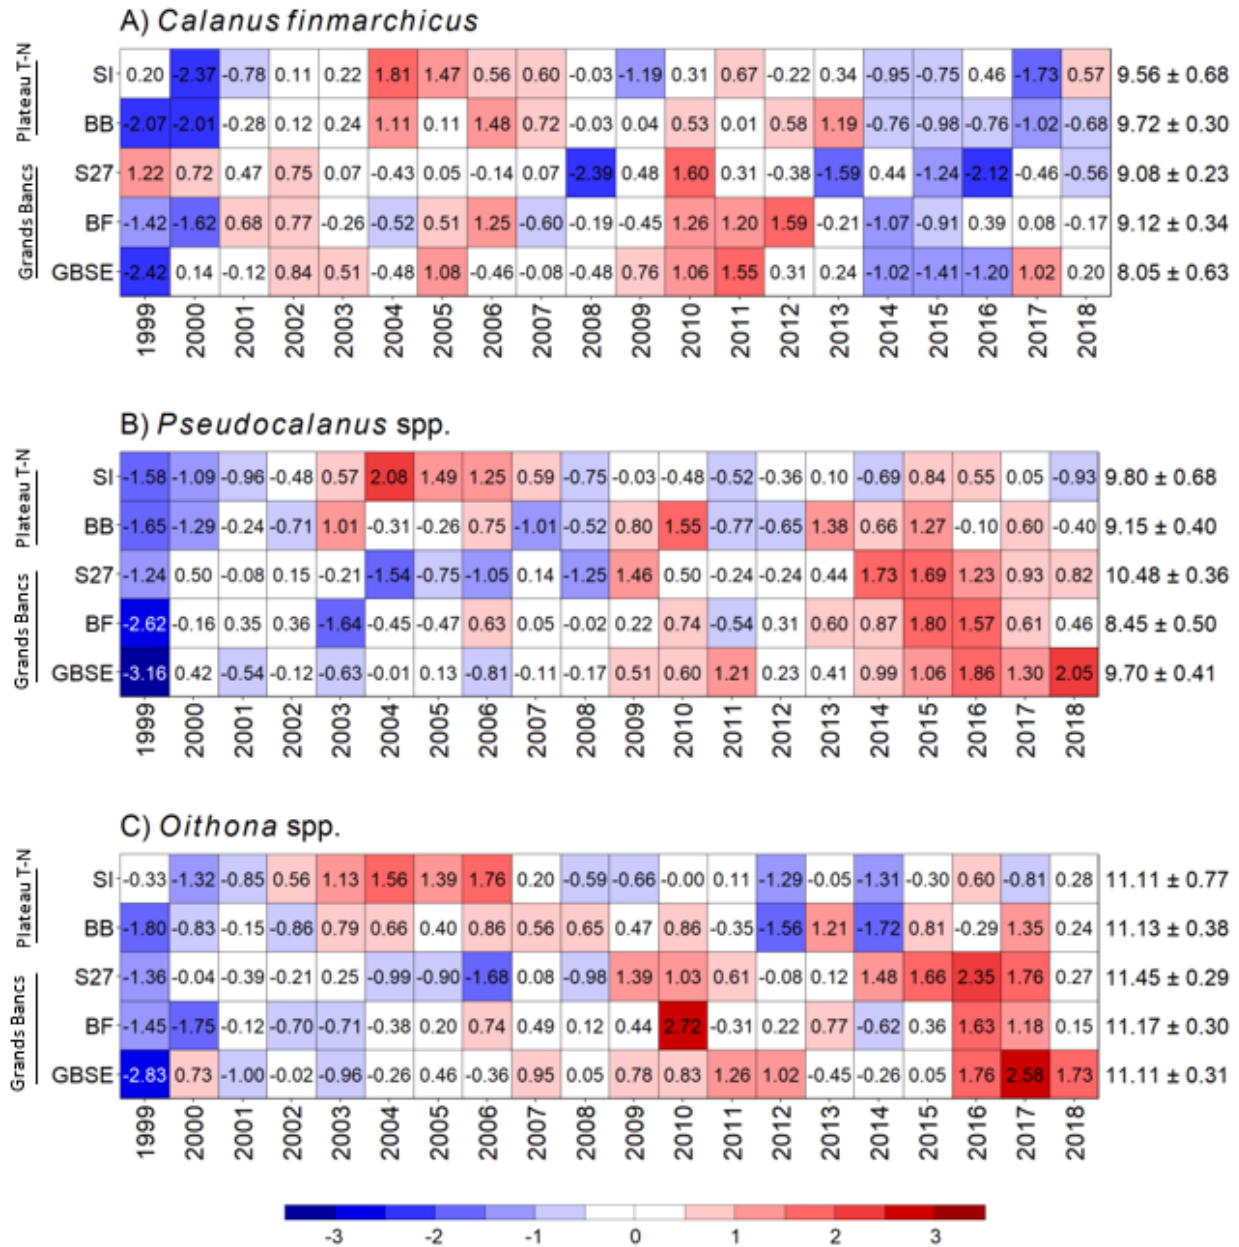 A) Calanus finmarchicus
Plateau T-N
Grands Bancs
SI 0.20 -2.37 -0.78 0.11 0.22 1.81 1.47 0.56 0.60 -0.03 -1.19 0.31 0.67 -0.22 0.34 -0.95 -0.75 0.46 -1.73 0.57 9.56 ± 0.68
BB -2.07 -2.01 -0.28 0.12 0.24 1.11 0.11 1.48 0.72 -0.03 0.04 0.53 0.01 0.58 1.19 -0.76 -0.98 -0.76 -1.02 -0.68 9.72 ± 0.30
S27 1.22 0.72 0.47 0.75 0.07 -0.43 0.05 -0.14 0.07 -2.39 0.48 1.60 0.31 -0.38 -1.59 0.44 -1.24 -2.12 -0.46 -0.56 9.08 ± 0.23
BF -1.42 -1.62 0.68 0.77 -0.26 -0.52 0.51 1.25 -0.60 -0.19 -0.45 1.26 1.20 1.59 -0.21 -1.07 -0.91 0.39 0.08 -0.17 9.12 ± 0.34
GBSE -2.42 0.14 -0.12 0.84 0.51 -0.48 1.08 -0.46 -0.08 -0.48 0.76 1.06 1.55 0.31 0.24 -1.02 -1.41 -1.20 1.02 0.20 8.05 ± 0.63
1999 2000 2001 2002 2003 2004 2005 2006 2007 2008 2009 2010 2011 2012 2013 2014 2015 2016 2017 2018
B) Pseudocalanus spp.
Plateau T-N
Grands Bancs
SI -1.58 -1.09 -0.96 -0.48 0.57 2.08 1.49 1.25 0.59 -0.75 -0.03 -0.48 -0.52 -0.36 0.10 -0.69 0.84 0.55 0.05 -0.93 9.80 ± 0.68
BB -1.65 -1.29 -0.24 -0.71 1.01 -0.31 -0.26 0.75 -1.01 -0.52 0.80 1.55 -0.77 -0.65 1.38 0.66 1.27 -0.10 0.60 -0.40 9.15 ± 0.40
S27 -1.24 0.50 -0.08 0.15 -0.21 -1.54 -0.75 -1.05 0.14 -1.25 1.46 0.50 -0.24 -0.24 0.44 1.73 1.69 1.23 0.93 0.82 10.48 ± 0.36
BF -2.62 -0.16 0.35 0.36 -1.64 -0.45 -0.47 0.63 0.05 -0.02 0.22 0.74 -0.54 0.31 0.60 0.87 1.80 1.57 0.61 0.46 8.45 ± 0.50
GBSE -3.16 0.42 -0.54 -0.12 -0.63 -0.01 0.13 -0.81 -0.11 -0.17 0.51 0.60 1.21 0.23 0.41 0.99 1.06 1.86 1.30 2.05 9.70 ± 0.41
1999 2000 2001 2002 2003 2004 2005 2006 2007 2008 2009 2010 2011 2012 2013 2014 2015 2016 2017 2018
C) Oithona spp.
Plateau T-N
Grands Bancs
SI -0.33 -1.32 -0.85 0.56 1.13 1.56 1.39 1.76 0.20 -0.59 -0.66 -0.00 0.11 -1.29 -0.05 -1.31 -0.30 0.60 -0.81 0.28 11.11 ± 0.77
BB -1.80 -0.83 -0.15 -0.86 0.79 0.66 0.40 0.86 0.56 0.65 0.47 0.86 -0.35 -1.56 1.21 -1.72 0.81 -0.29 1.35 0.24 11.13 ± 0.38
S27 -1.36 -0.04 -0.39 -0.21 0.25 -0.99 -0.90 -1.68 0.08 -0.98 1.39 1.03 0.61 -0.08 0.12 1.48 1.66 2.35 1.76 0.27 11.45 ± 0.29
BF -1.45 -1.75 -0.12 -0.70 -0.71 -0.38 0.20 0.74 0.49 0.12 0.44 2.72 -0.31 0.22 0.77 -0.62 0.36 1.63 1.18 0.15 11.17 ± 0.30
GBSE -2.83 0.73 -1.00 -0.02 -0.96 -0.26 0.46 -0.36 0.95 0.05 0.78 0.83 1.26 1.02 -0.45 -0.26 0.05 1.76 2.58 1.73 11.11 ± 0.31
1999 2000 2001 2002 2003 2004 2005 2006 2007 2008 2009 2010 2011 2012 2013 2014 2015 2016 2017 2018
-3 -2 -1 0 1 2 3